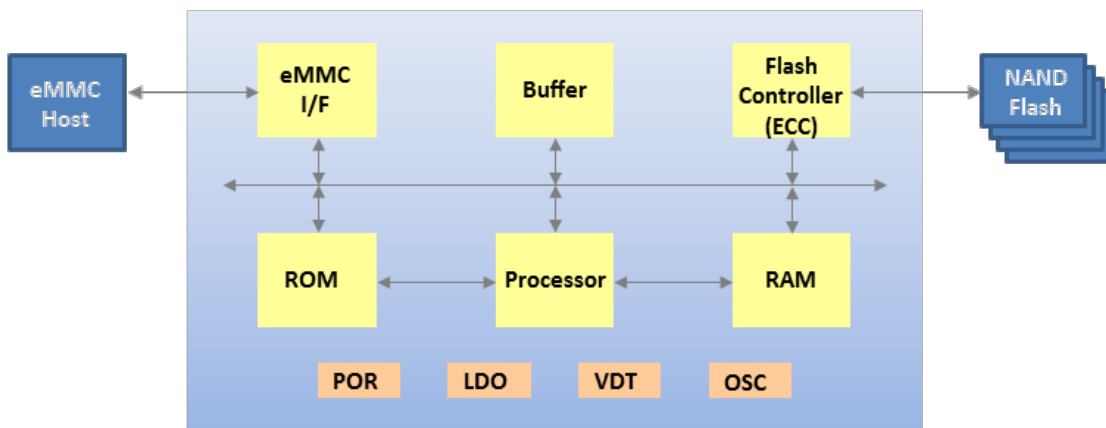 eMMC
Host
eMMC
I/F
Buffer
Flash
Controller
(ECC)
NAND
Flash
ROM
Processor
RAM
POR
LDO
VDT
OSC